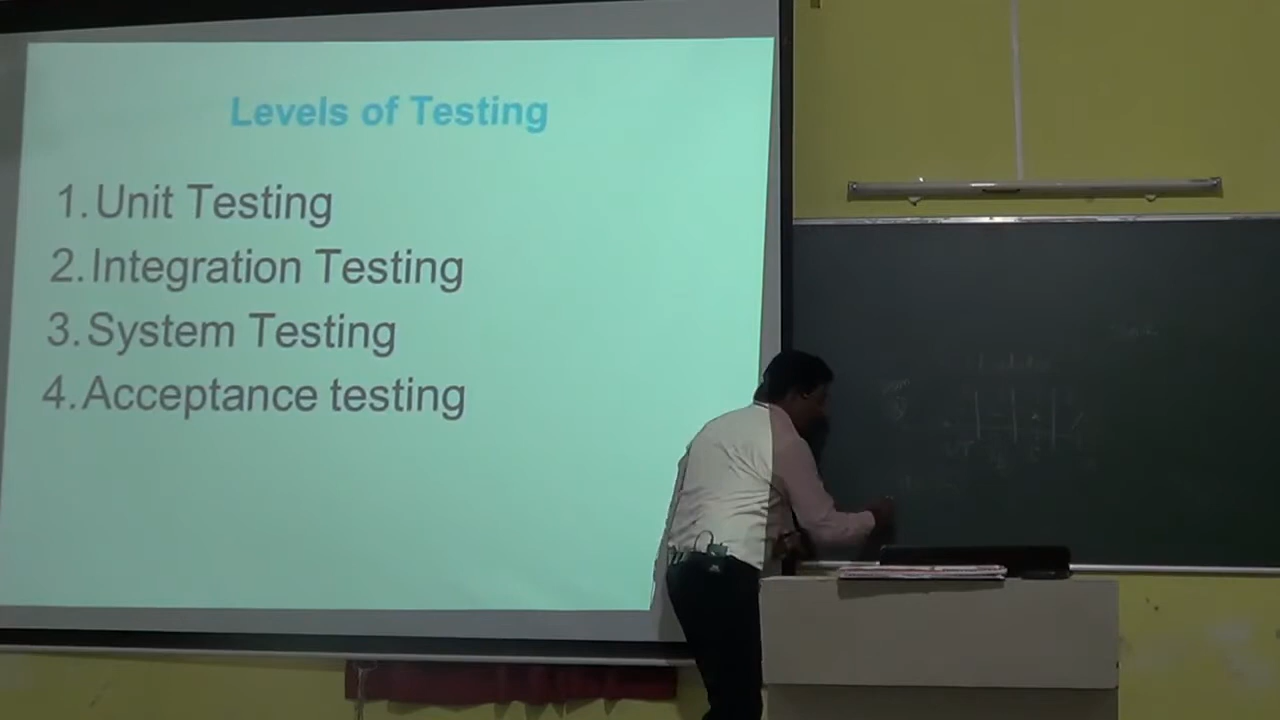 Levels of Testing
1. Unit Testing
2. Integration Testing
3. System Testing
4. Acceptance testing